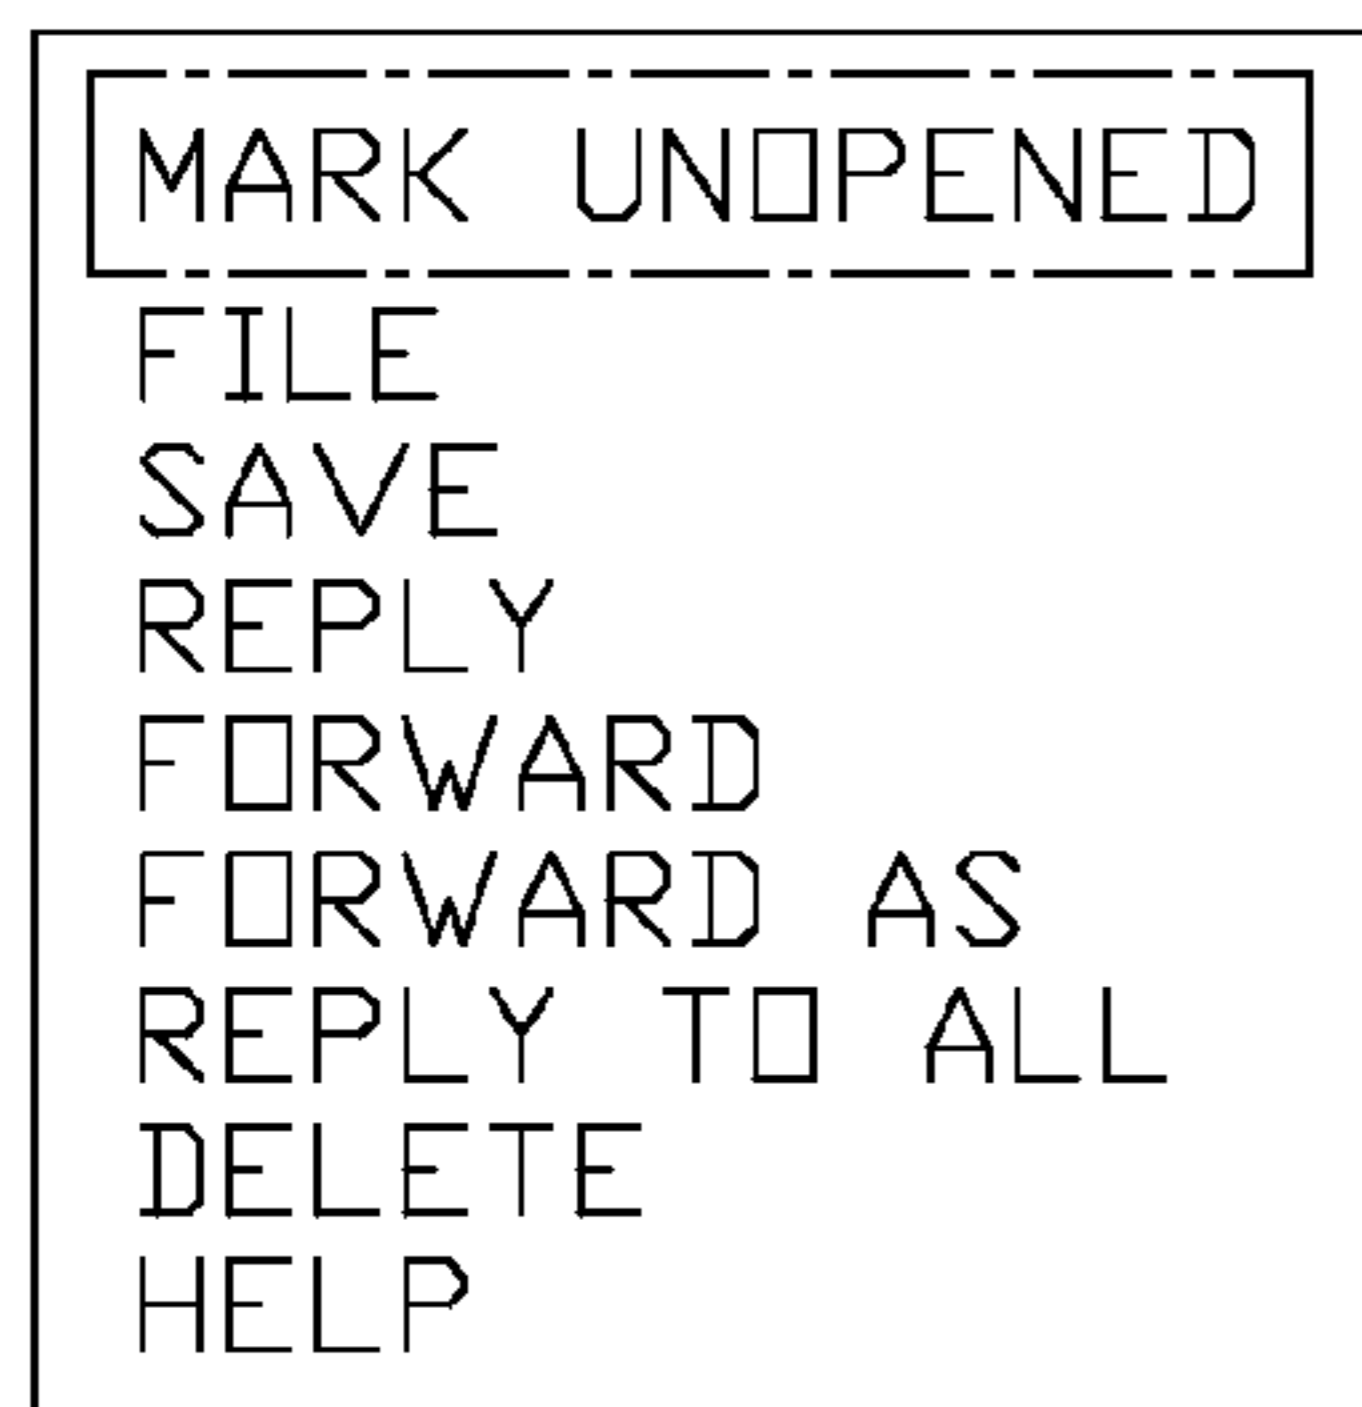 MARK UNOPENED
FILE
SAVE
REPLY
FORWARD
FORWARD AS
REPLY TO ALL
DELETE
HELP